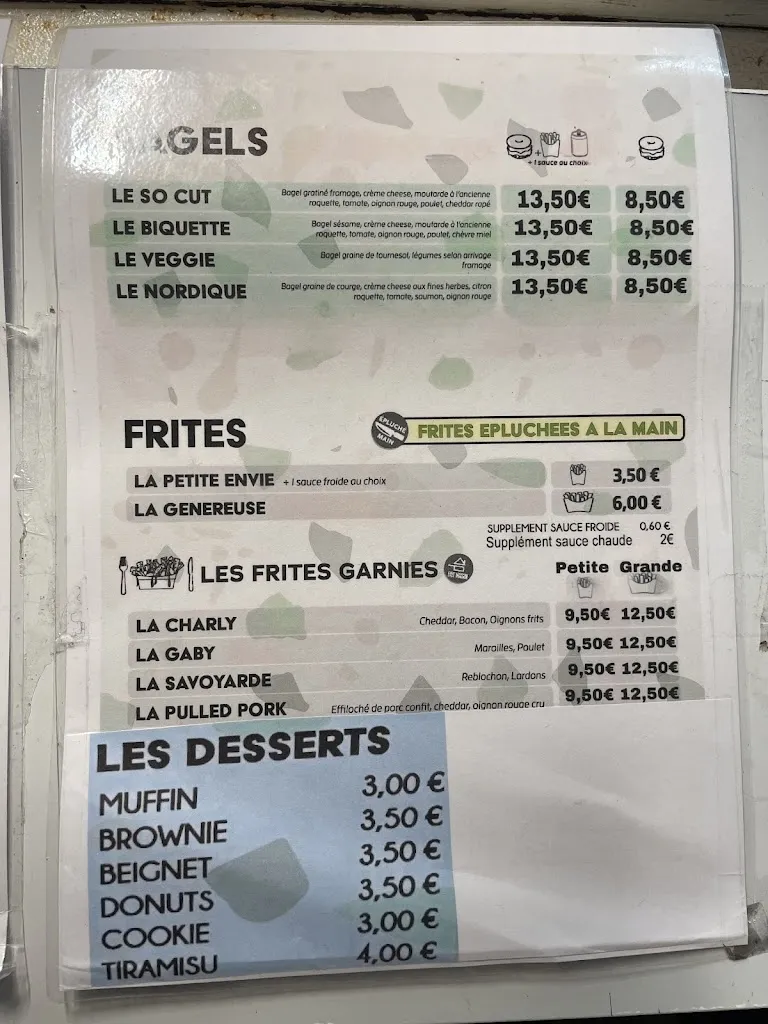 BAGELS
+ 1 sauce au choix
LE SO CUT Bagel gratiné fromage, crème cheese, moutarde à l'ancienne 13,50€ 8,50€
roquette, tomate, oignon rouge, poulet, cheddar rapé
LE BIQUETTE Bagel sésame, crème cheese, moutarde à l'ancienne 13,50€ 8,50€
roquette, tomate, oignon rouge, poulet, chèvre miel
LE VEGGIE Bagel graine de tournesol, légumes selon arrivage 13,50€ 8,50€
fromage
LE NORDIQUE Bagel graine de courge, crème cheese aux fines herbes, citron 13,50€ 8,50€
roquette, tomate, saumon, oignon rouge
FRITES EPLUCHÉ MAIN FRITES EPLUCHEES A LA MAIN
LA PETITE ENVIE + 1 sauce froide au choix 3,50 €
LA GENEREUSE 6,00 €
SUPPLEMENT SAUCE FROIDE 0,60 €
Supplément sauce chaude 2€
LES FRITES GARNIES FAIT MAISON Petite Grande
LA CHARLY Cheddar, Bacon, Oignons frits 9,50€ 12,50€
LA GABY Maroilles, Poulet 9,50€ 12,50€
LA SAVOYARDE Reblochon, Lardons 9,50€ 12,50€
LA PULLED PORK Effiloché de porc confit, cheddar, oignon rouge cru 9,50€ 12,50€
LES DESSERTS
MUFFIN 3,00 €
BROWNIE 3,50 €
BEIGNET 3,50 €
DONUTS 3,50 €
COOKIE 3,00 €
TIRAMISU 4,00 €